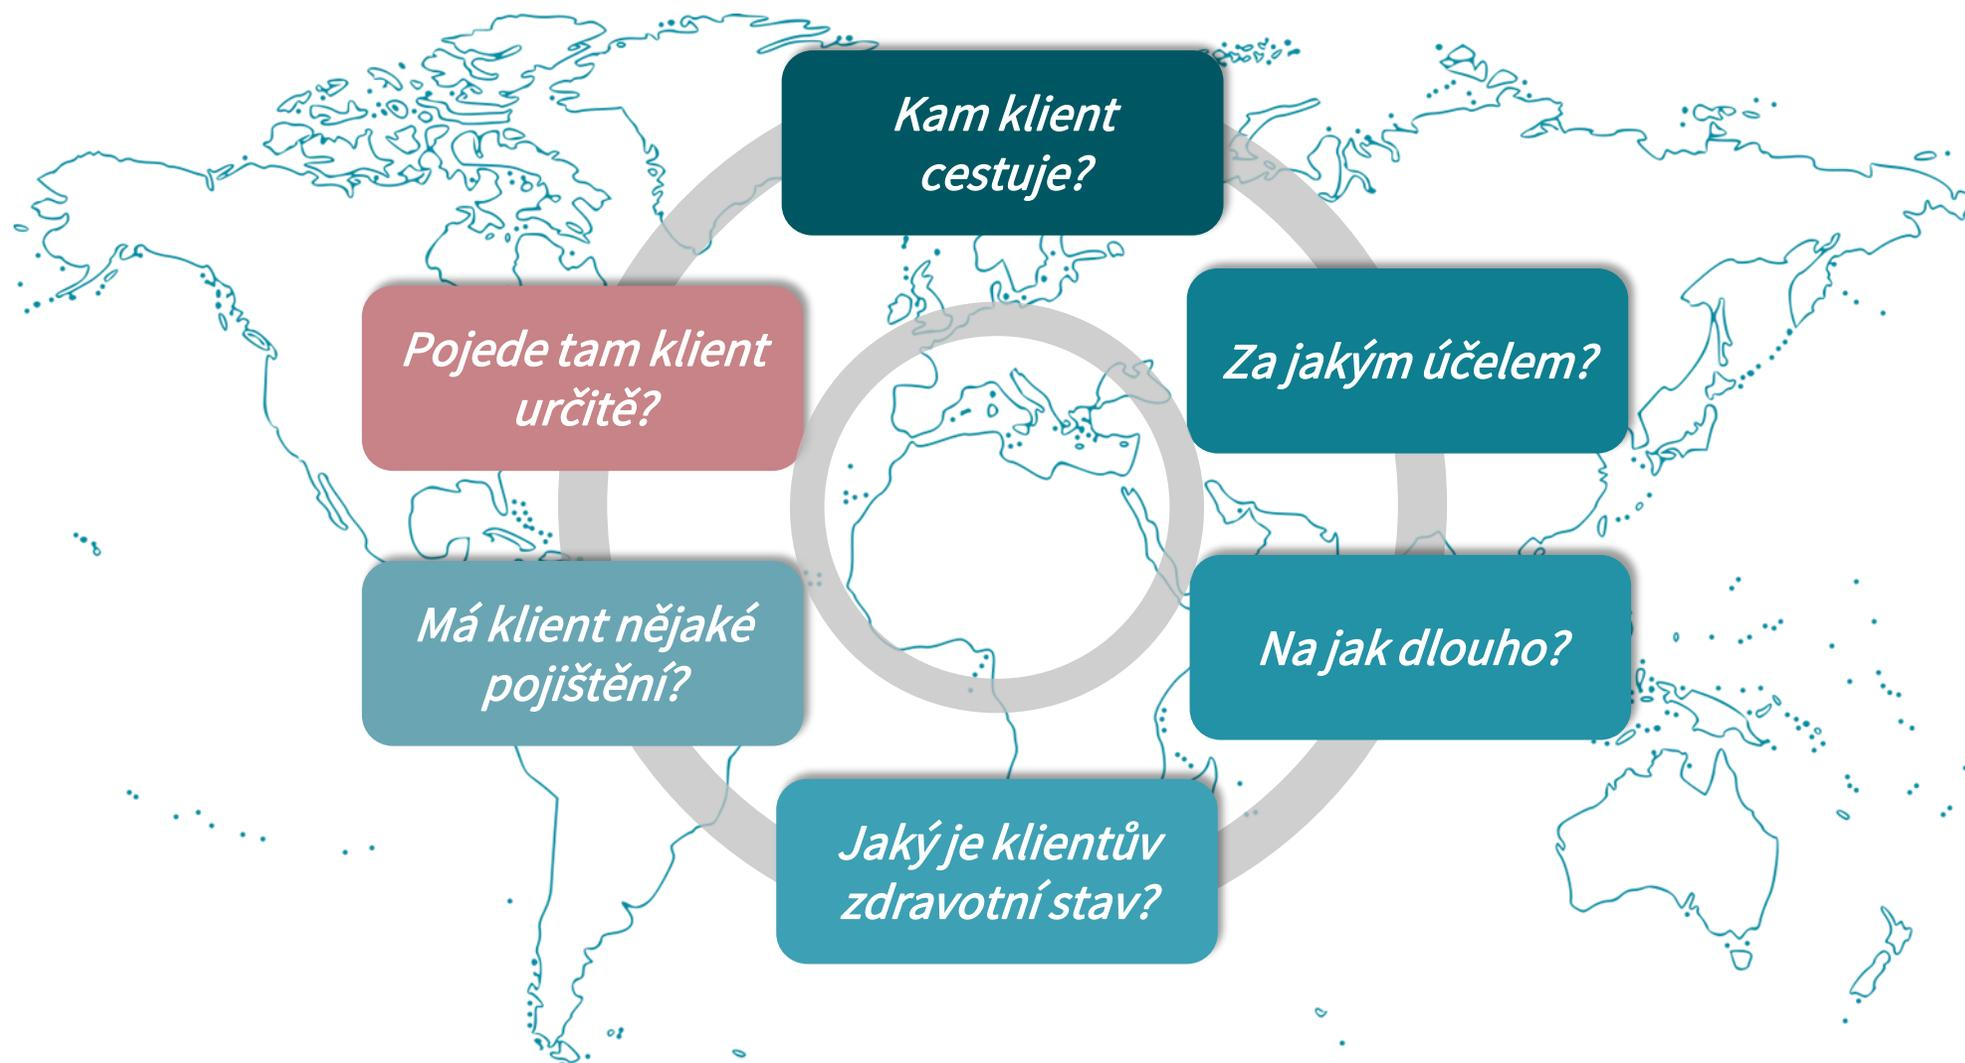 Kam klient
cestuje?
Za jakým účelem?
Na jak dlouho?
Jaký je klientův
zdravotní stav?
Má klient nějaké
pojištění?
Pojede tam klient
určitě?